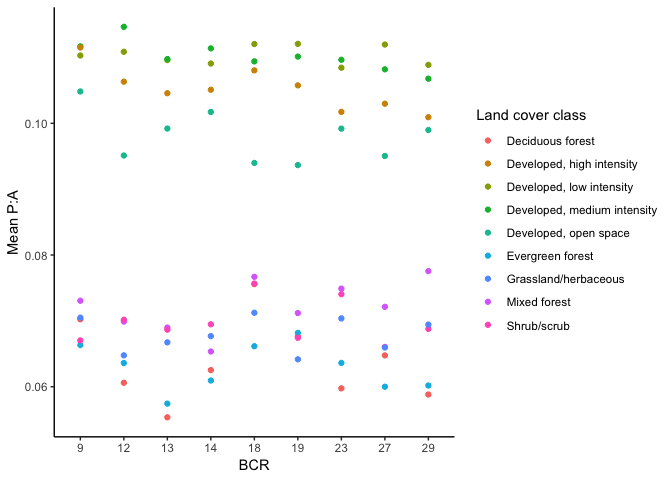 Mean P:A
0.10
0.08
0.06
9 12 13 14 18 19 23 27 29
BCR
Land cover class
Deciduous forest
Developed, high intensity
Developed, low intensity
Developed, medium intensity
Developed, open space
Evergreen forest
Grassland/herbaceous
Mixed forest
Shrub/scrub